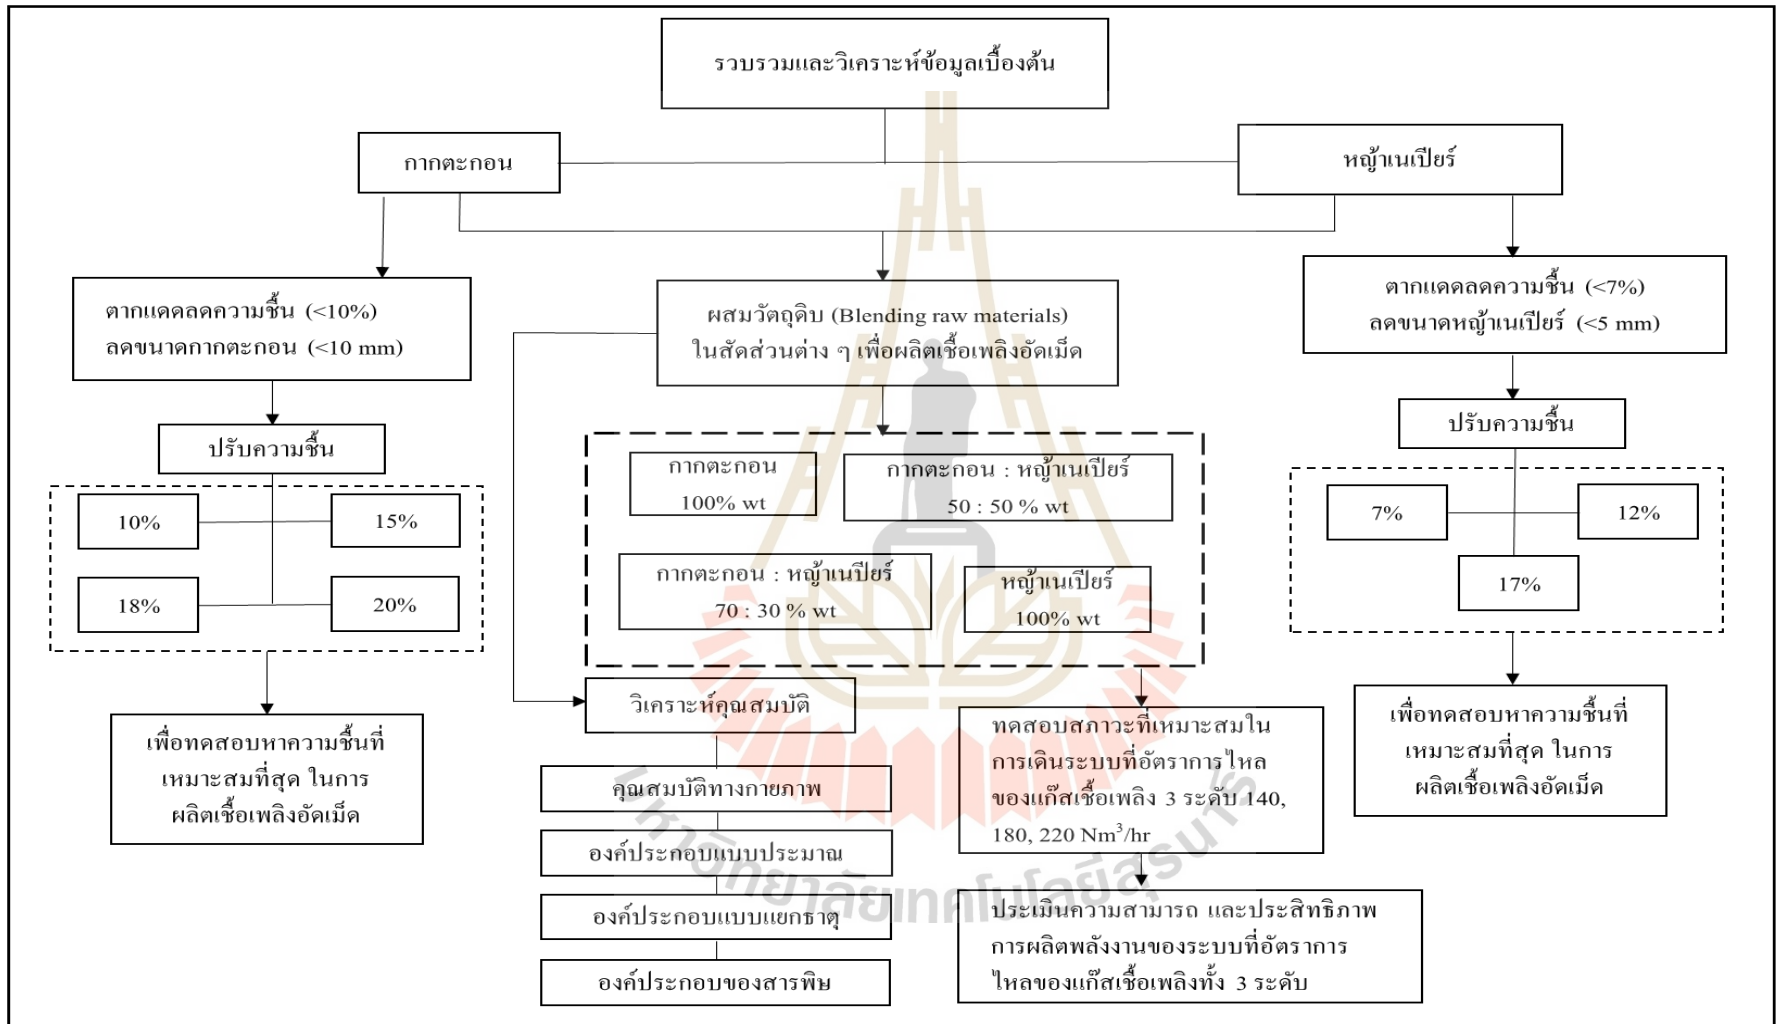 รวบรวมและวิเคราะห์ข้อมูลเบื้องต้น
กากตะกอน
หญ้าเนเปียร์
ตากแดดลดความชื้น (<10%)
ลดขนาดกากตะกอน (<10 mm)
ปรับความชื้น
10%
15%
18%
20%
เพื่อทดสอบหาความชื้นที่
เหมาะสมที่สุด ในการ
ผลิตเชื้อเพลิงอัดเม็ด
ผสมวัตถุดิบ (Blending raw materials)
ในสัดส่วนต่าง ๆ เพื่อผลิตเชื้อเพลิงอัดเม็ด
กากตะกอน
100% wt
กากตะกอน : หญ้าเนเปียร์
50 : 50 % wt
กากตะกอน : หญ้าเนปียร์
70 : 30 % wt
หญ้าเนเปียร์
100% wt
วิเคราะห์คุณสมบัติ
คุณสมบัติทางกายภาพ
องค์ประกอบแบบประมาณ
องค์ประกอบแบบแยกธาตุ
องค์ประกอบของสารพิษ
ทดสอบสภาวะที่เหมาะสมใน
การเดินระบบที่อัตราการไหล
ของแก๊สเชื้อเพลิง 3 ระดับ 140,
180, 220 Nm³/hr
ประเมินความสามารถ และประสิทธิภาพ
การผลิตพลังงานของระบบที่อัตราการ
ไหลของแก๊สเชื้อเพลิงทั้ง 3 ระดับ
ตากแดดลดความชื้น (<7%)
ลดขนาดหญ้าเนเปียร์ (<5 mm)
ปรับความชื้น
7%
12%
17%
เพื่อทดสอบหาความชื้นที่
เหมาะสมที่สุด ในการ
ผลิตเชื้อเพลิงอัดเม็ด
มหาวิทยาลัยเทคโนโลยีสุรนารี